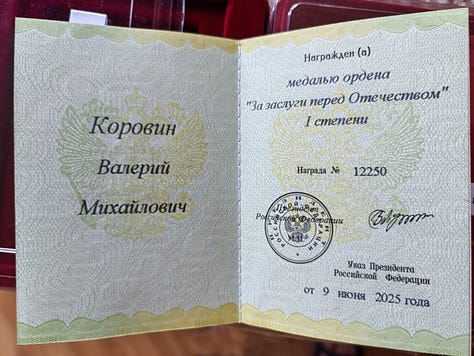 Коровин
Валерий
Михайлович
Награжден (а)
медалью ордена
"За заслуги перед Отечеством"
I степени
Награда № 12250
Президент
Российской Федерации
Указ Президента
Российской Федерации
от 9 июня 2025 года